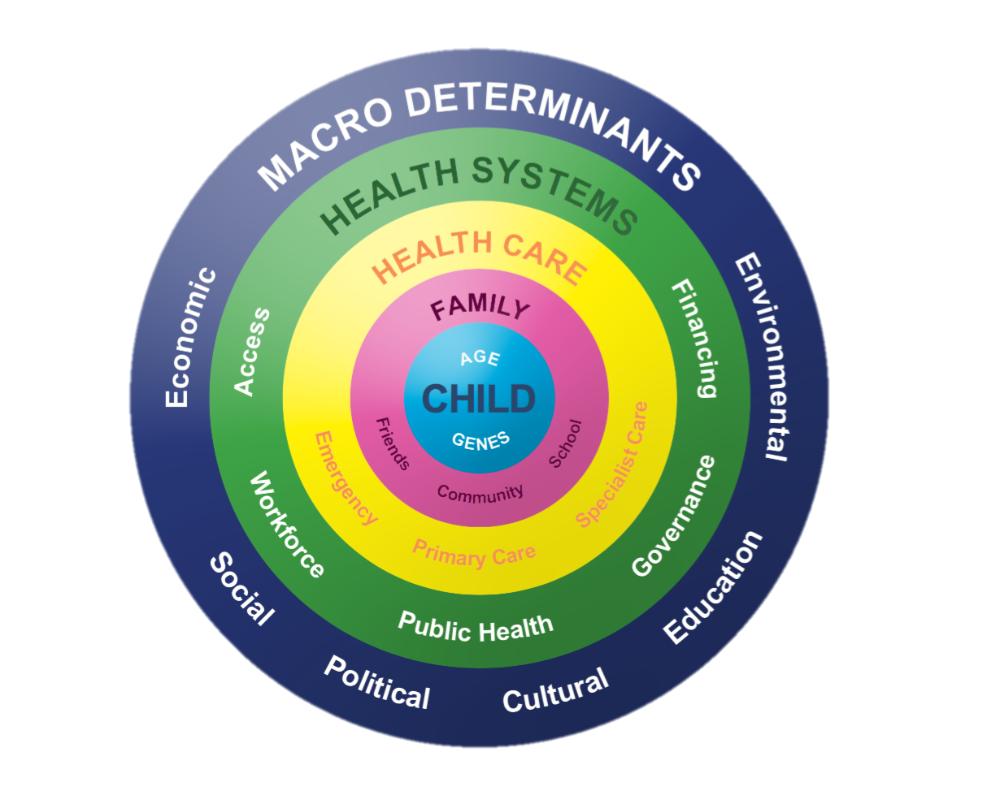 MACRO DETERMINANTS
Economic
Social
Political
Cultural
Education
Environmental
HEALTH SYSTEMS
Access
Workforce
Public Health
Governance
Financing
HEALTH CARE
Emergency
Primary Care
Specialist Care
FAMILY
Friends
Community
School
AGE
CHILD
GENES